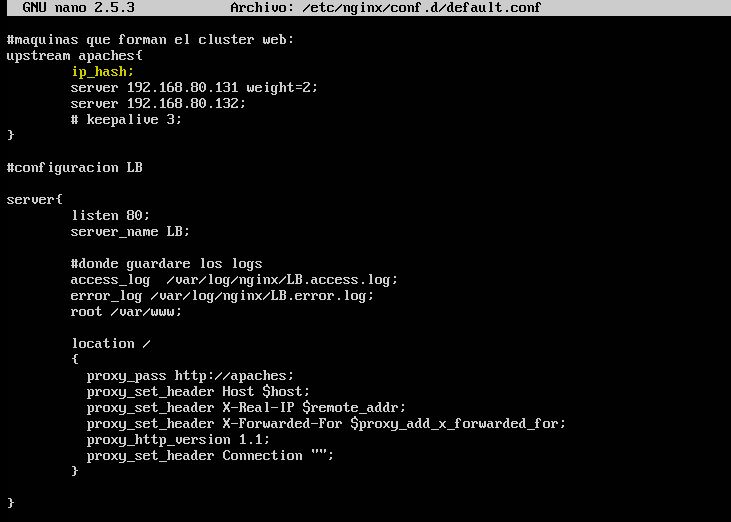 GNU nano 2.5.3 Archivo: /etc/nginx/conf.d/default.conf
#maquinas que forman el cluster web:
upstream apaches{
ip_hash;
server 192.168.80.131 weight=2;
server 192.168.80.132;
# keepalive 3;
}
#configuracion LB
server{
listen 80;
server_name LB;
#donde guardare los logs
access_log /var/log/nginx/LB.access.log;
error_log /var/log/nginx/LB.error.log;
root /var/www;
location /
{
proxy_pass http://apaches;
proxy_set_header Host $host;
proxy_set_header X-Real-IP $remote_addr;
proxy_set_header X-Forwarded-For $proxy_add_x_forwarded_for;
proxy_http_version 1.1;
proxy_set_header Connection "";
}
}